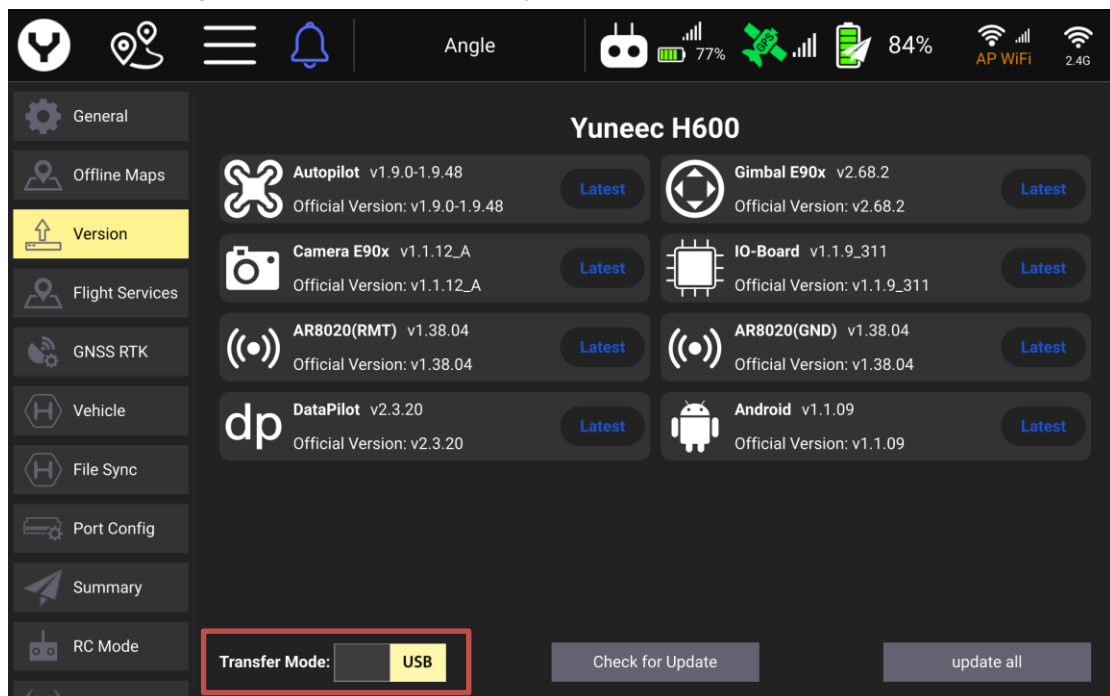 Angle
77%
GPS
84%
AP WiFi
2.4G
General
Offline Maps
Version
Flight Services
GNSS RTK
Vehicle
File Sync
Port Config
Summary
RC Mode
Yuneec H600
Autopilot v1.9.0-1.9.48
Official Version: v1.9.0-1.9.48
Latest
Gimbal E90x v2.68.2
Official Version: v2.68.2
Latest
Camera E90x v1.1.12_A
Official Version: v1.1.12_A
Latest
IO-Board v1.1.9_311
Official Version: v1.1.9_311
Latest
AR8020(RMT) v1.38.04
Official Version: v1.38.04
Latest
AR8020(GND) v1.38.04
Official Version: v1.38.04
Latest
dp
DataPilot v2.3.20
Official Version: v2.3.20
Latest
Android v1.1.09
Official Version: v1.1.09
Latest
Transfer Mode: USB
Check for Update
update all